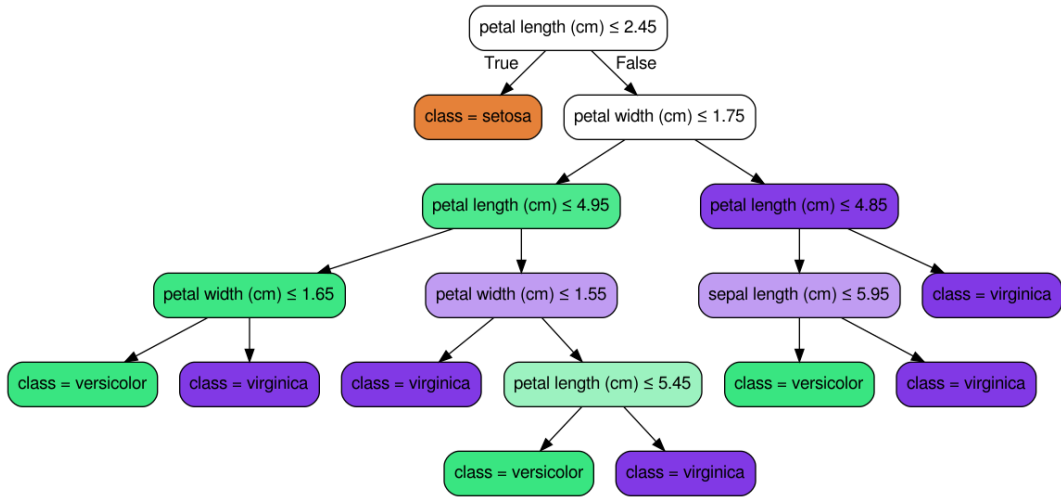 petal length (cm) ≤ 2.45
True
False
class = setosa
petal width (cm) ≤ 1.75
petal length (cm) ≤ 4.95
petal length (cm) ≤ 4.85
petal width (cm) ≤ 1.65
petal width (cm) ≤ 1.55
sepal length (cm) ≤ 5.95
class = virginica
class = versicolor
class = virginica
class = virginica
petal length (cm) ≤ 5.45
class = versicolor
class = virginica
class = versicolor
class = virginica